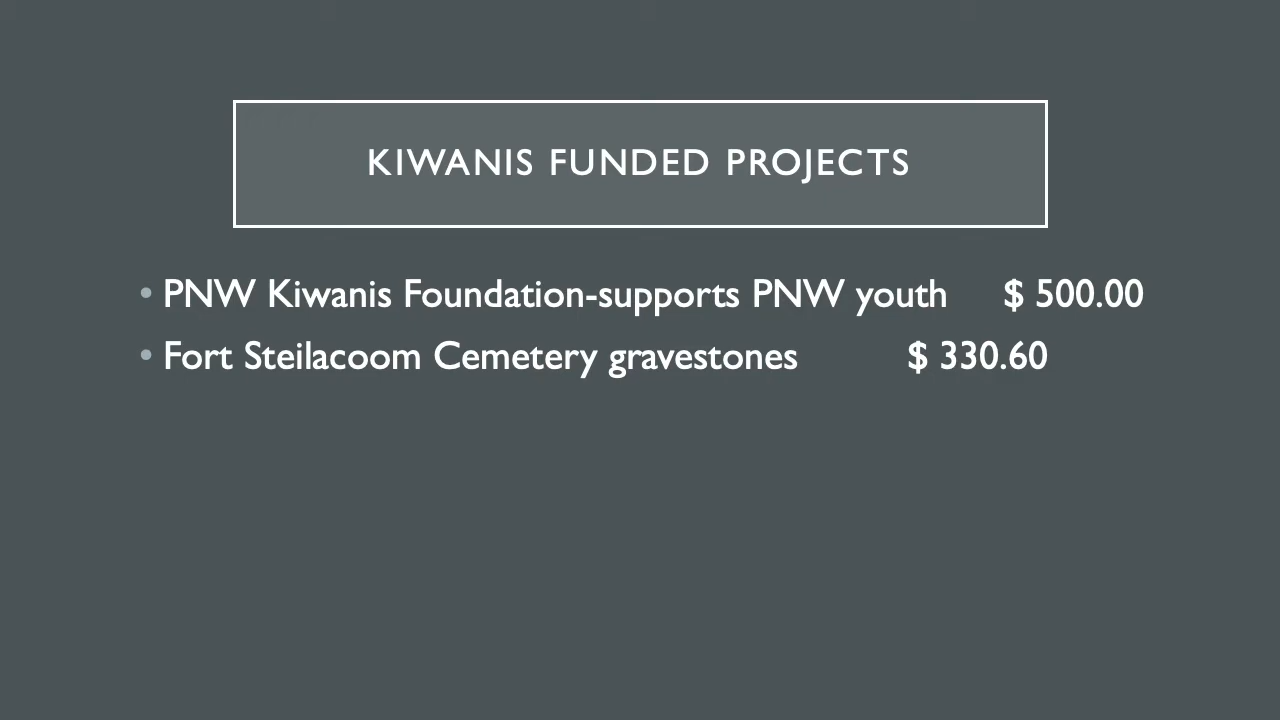 KIWANIS FUNDED PROJECTS
• PNW Kiwanis Foundation-supports PNW youth $ 500.00
• Fort Steilacoom Cemetery gravestones $ 330.60